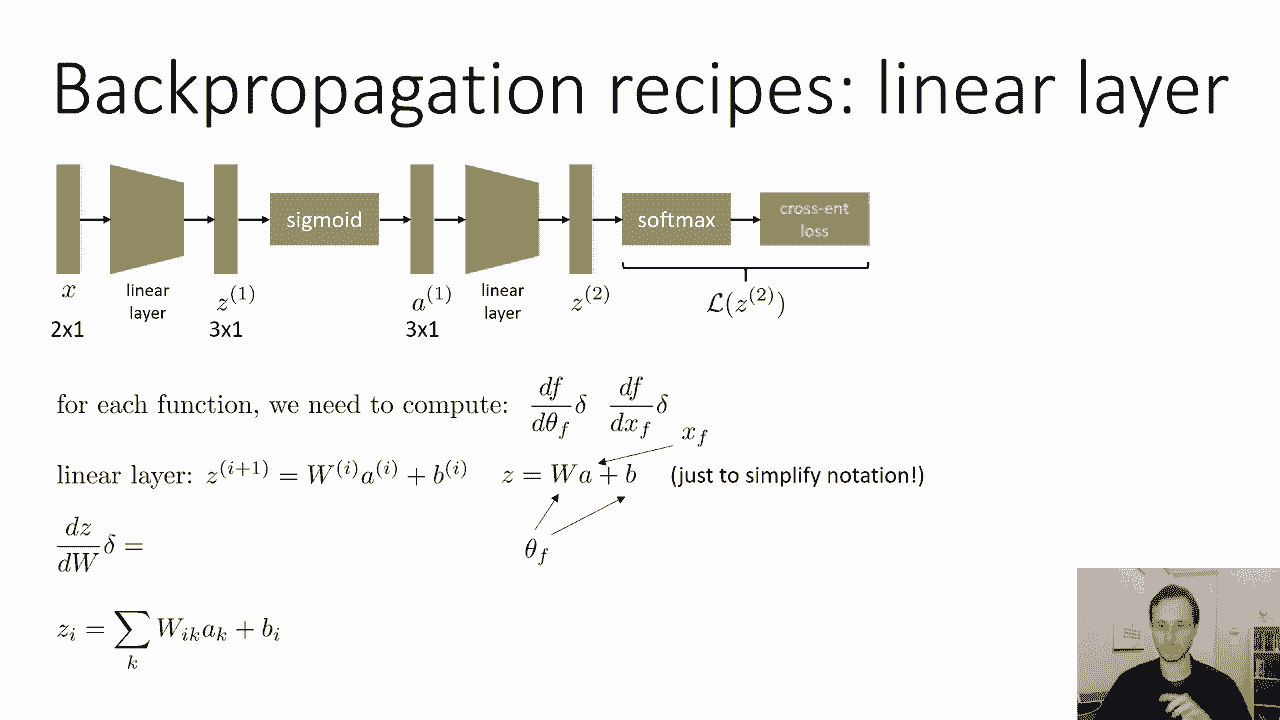 Backpropagation recipes: linear layer
sigmoid
softmax
cross-ent
loss
x
linear
layer
z^{(1)}
a^{(1)}
linear
layer
z^{(2)}
\mathcal{L}(z^{(2)})
2x1
3x1
3x1
for each function, we need to compute: \frac{df}{d\theta_f}\delta \frac{df}{dx_f}\delta
x_f
linear layer: z^{(i+1)} = W^{(i)}a^{(i)} + b^{(i)} z = Wa + b (just to simplify notation!)
\frac{dz}{dW}\delta =
\theta_f
z_i = \sum_k W_{ik}a_k + b_i